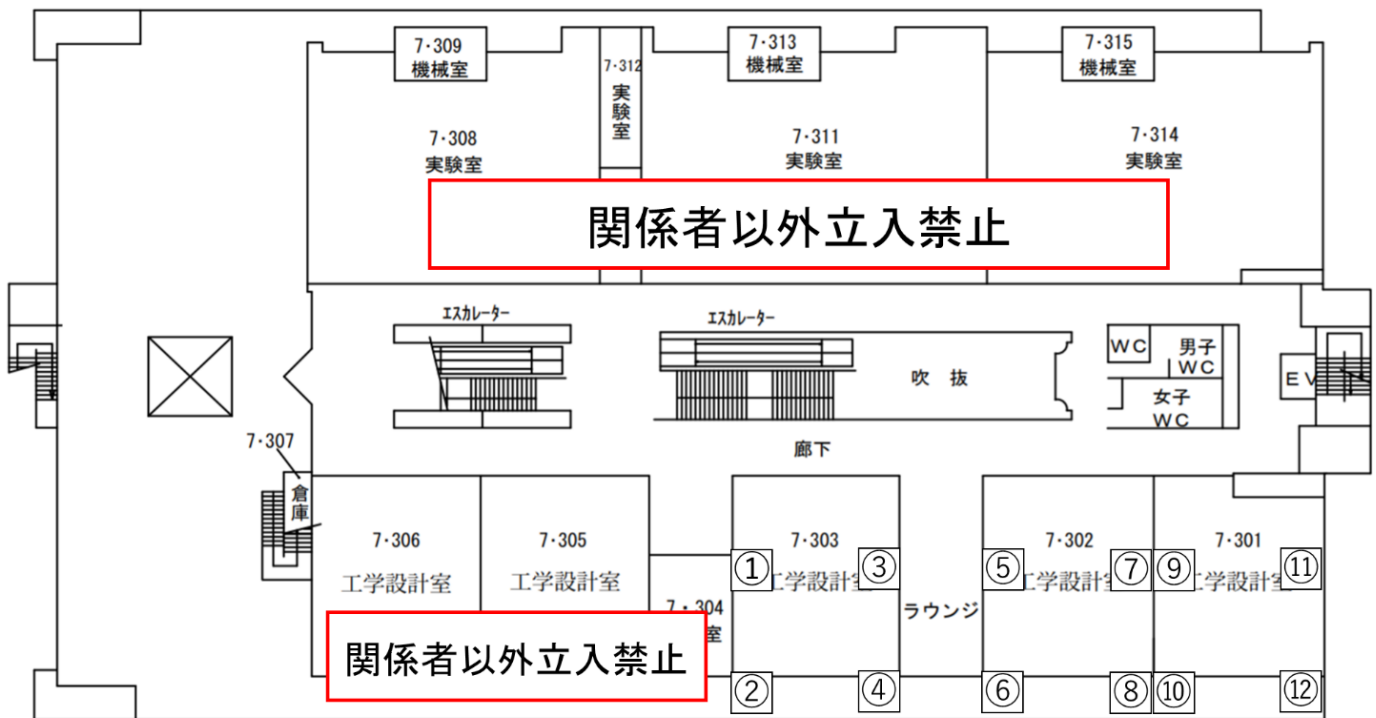 7・309
機械室
7・313
機械室
7・315
機械室
7・312
実験室
7・308
実験室
7・311
実験室
7・314
実験室
関係者以外立入禁止
エスカレーター
エスカレーター
吹 抜
WC
男子
WC
女子
WC
EV
廊下
7・307
倉庫
7・306
工学設計室
7・305
工学設計室
7・304
室
7・303
工学設計室
7・302
工学設計室
7・301
工学設計室
① ③ ⑤ ⑦ ⑨ ⑪
ラウンジ
関係者以外立入禁止
② ④ ⑥ ⑧ ⑩ ⑫